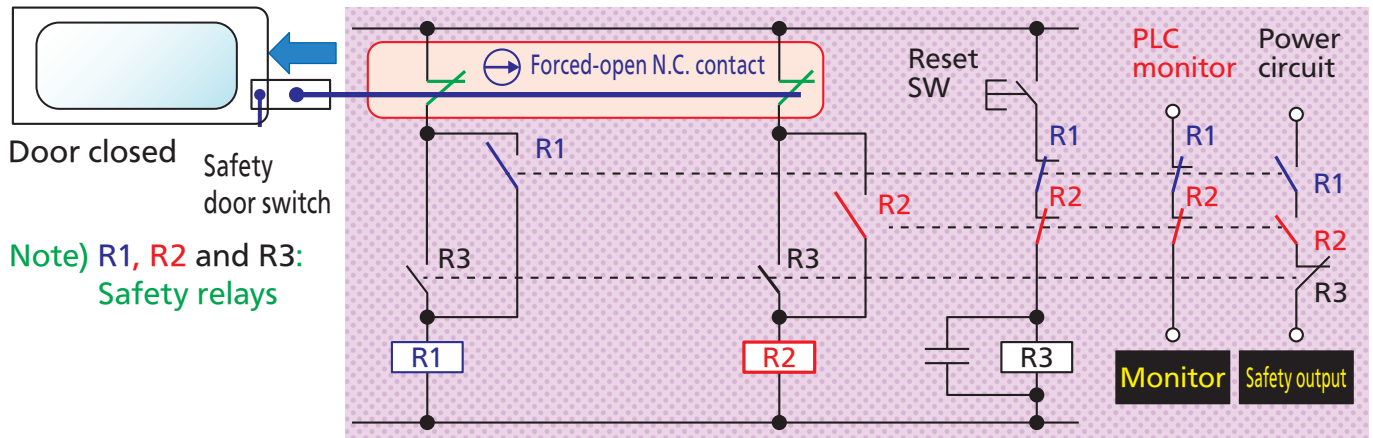 Door closed
Safety
door switch
Note) R1, R2 and R3:
Safety relays
Forced-open N.C. contact
Reset
SW
PLC
monitor
Power
circuit
R1
R2
R3
R3
R1
R2
R1
R2
R1
R2
R3
R1
R2
R3
Monitor
Safety output